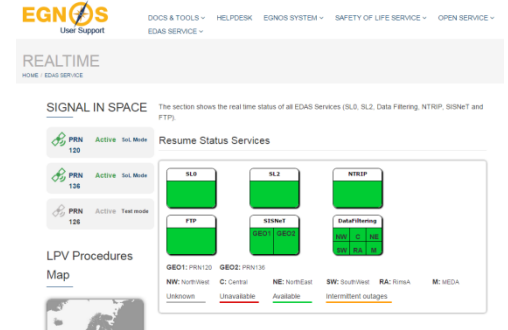 EGNOS
User Support
DOCS & TOOLS HELPDESK EGNOS SYSTEM SAFETY OF LIFE SERVICE OPEN SERVICE
EDAS SERVICE
REALTIME
HOME / EDAS SERVICE
SIGNAL IN SPACE
PRN 120 Active SoL Mode
PRN 136 Active SoL Mode
PRN 126 Active Test mode
LPV Procedures
Map
The section shows the real time status of all EDAS Services (SL0, SL2, Data Filtering, NTRIP, SISNeT and
FTP).
Resume Status Services
SL0 SL2 NTRIP
FTP SISNeT DataFiltering
GEO1 GEO2 NW C NE
SW RA M
GEO1: PRN120 GEO2: PRN136
NW: NorthWest C: Central NE: NorthEast SW: SouthWest RA: RimsA M: MEDA
Unknown Unavailable Available Intermittent outages